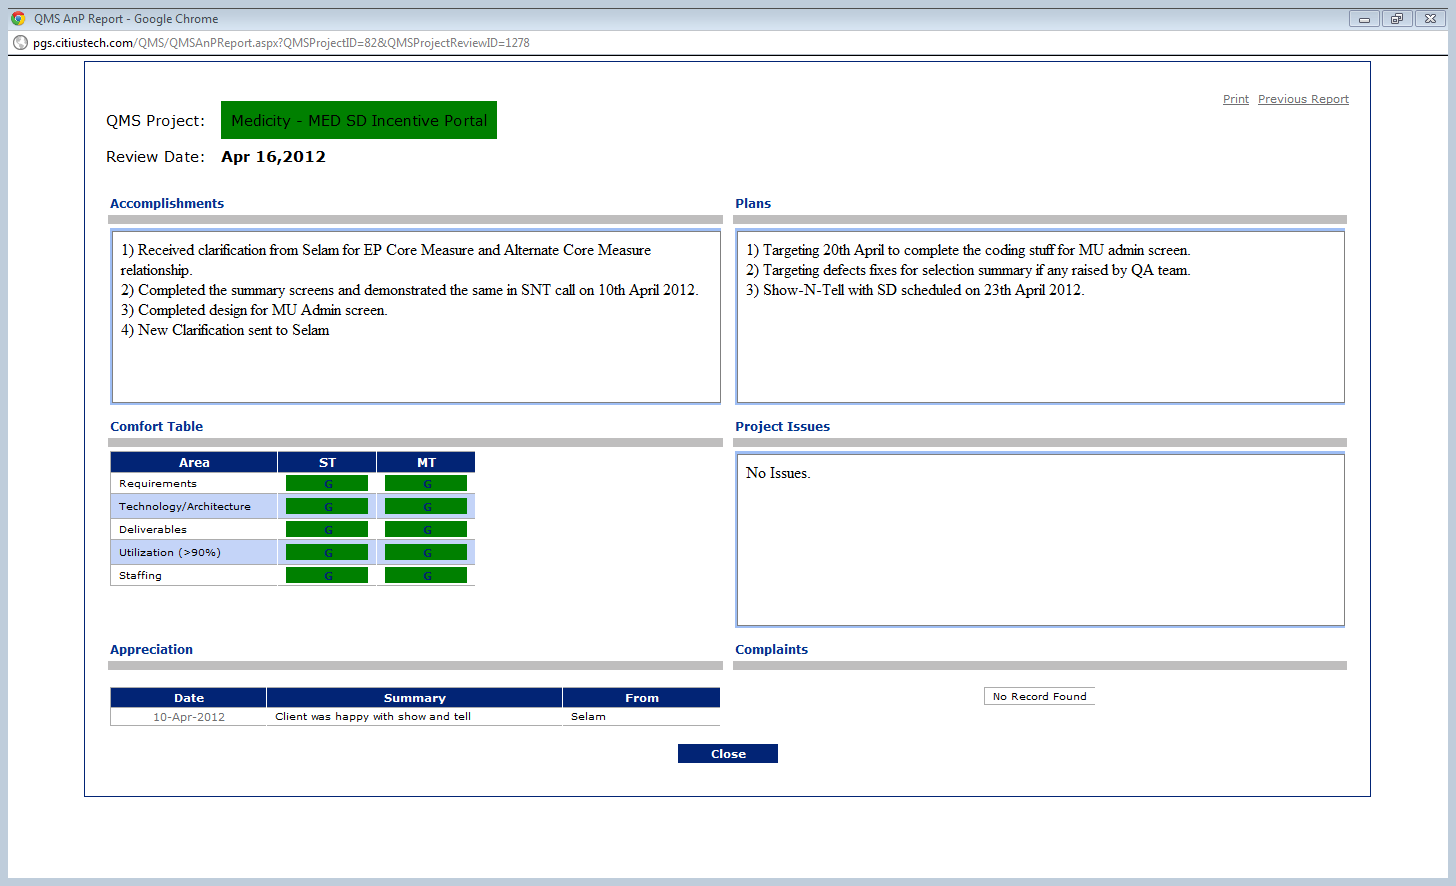 QMS AnP Report - Google Chrome
pgs.citiustech.com/QMS/QMSAnPReport.aspx?QMSProjectID=82&QMSProjectReviewID=1278
Print Previous Report
QMS Project: Medicity - MED SD Incentive Portal
Review Date: Apr 16,2012
Accomplishments
1) Received clarification from Selam for EP Core Measure and Alternate Core Measure
relationship.
2) Completed the summary screens and demonstrated the same in SNT call on 10th April 2012.
3) Completed design for MU Admin screen.
4) New Clarification sent to Selam
Plans
1) Targeting 20th April to complete the coding stuff for MU admin screen.
2) Targeting defects fixes for selection summary if any raised by QA team.
3) Show-N-Tell with SD scheduled on 23th April 2012.
Comfort Table
Area ST MT
Requirements G G
Technology/Architecture G G
Deliverables G G
Utilization (>90%) G G
Staffing G G
Project Issues
No Issues.
Appreciation
Date Summary From
10-Apr-2012 Client was happy with show and tell Selam
Complaints
No Record Found
Close